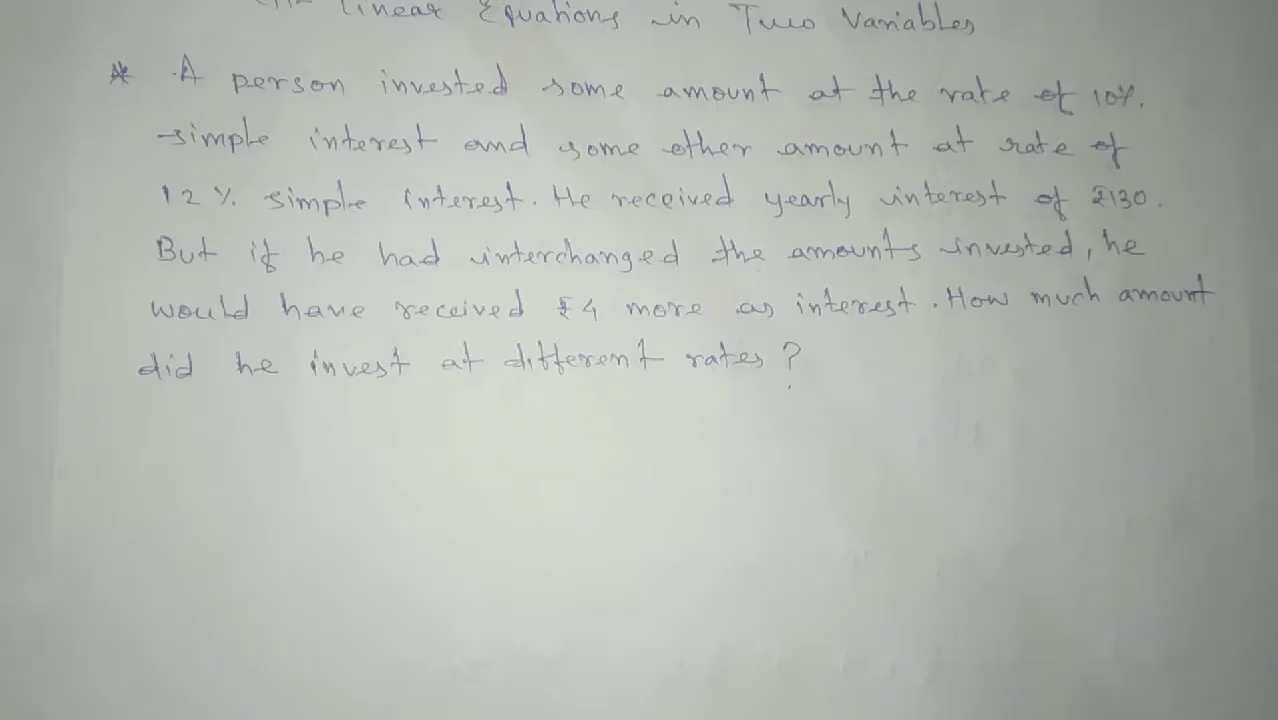 Linear Equations in Two Variables
* A person invested some amount at the rate of 10%.
simple interest and some other amount at rate of
12% simple interest. He received yearly interest of ₹130.
But if he had interchanged the amounts invested, he
would have received ₹4 more as interest. How much amount
did he invest at different rates?